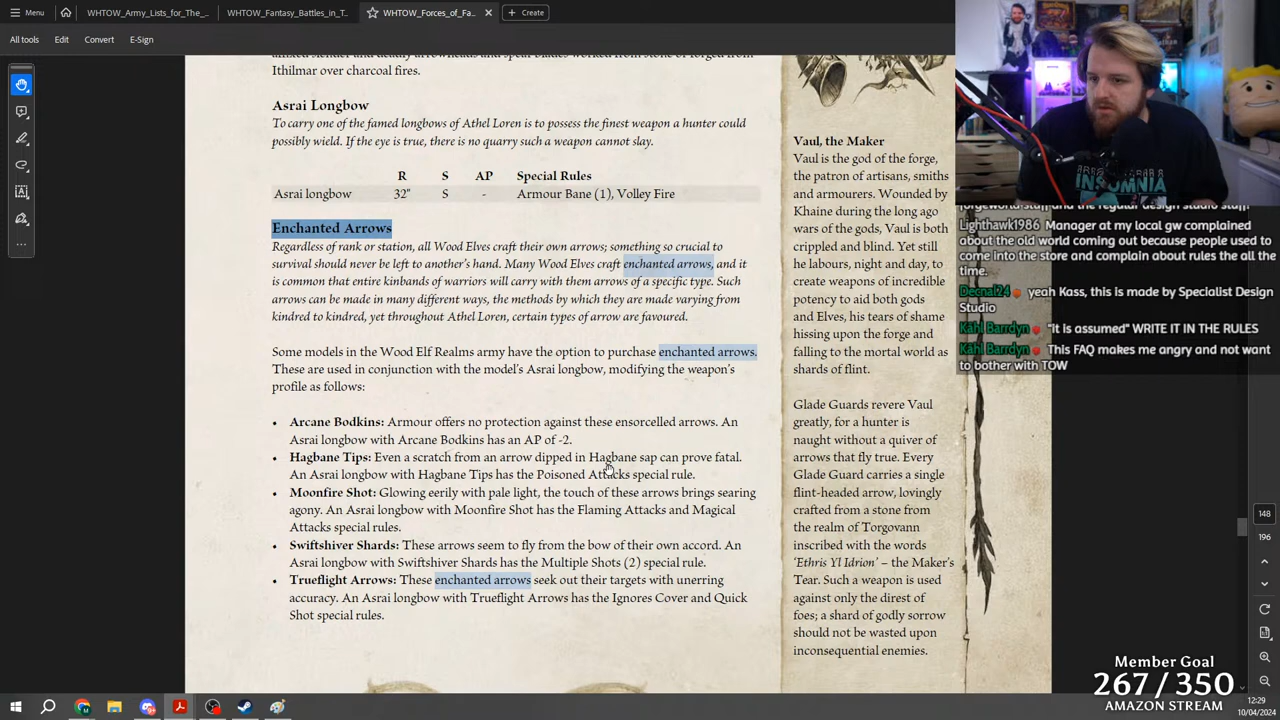 Menu
WHTOW_Army_Lists_for_The_...
WHTOW_Fantasy_Battles_in_T...
WHTOW_Forces_of_Fa...
Create
All tools
Edit
Convert
E-Sign
Ithilmar over charcoal fires.
Asrai Longbow
To carry one of the famed longbows of Athel Loren is to possess the finest weapon a hunter could
possibly wield. If the eye is true, there is no quarry such a weapon cannot slay.
R S AP Special Rules
Asrai longbow 32" S - Armour Bane (1), Volley Fire
Enchanted Arrows
Regardless of rank or station, all Wood Elves craft their own arrows; something so crucial to
survival should never be left to another's hand. Many Wood Elves craft enchanted arrows, and it
is common that entire kinbands of warriors will carry with them arrows of a specific type. Such
arrows can be made in many different ways, the methods by which they are made varying from
kindred to kindred, yet throughout Athel Loren, certain types of arrow are favoured.
Some models in the Wood Elf Realms army have the option to purchase enchanted arrows.
These are used in conjunction with the model's Asrai longbow, modifying the weapon's
profile as follows:
• Arcane Bodkins: Armour offers no protection against these ensorcelled arrows. An
Asrai longbow with Arcane Bodkins has an AP of -2.
• Hagbane Tips: Even a scratch from an arrow dipped in Hagbane sap can prove fatal.
An Asrai longbow with Hagbane Tips has the Poisoned Attacks special rule.
• Moonfire Shot: Glowing eerily with pale light, the touch of these arrows brings searing
agony. An Asrai longbow with Moonfire Shot has the Flaming Attacks and Magical
Attacks special rules.
• Swiftshiver Shards: These arrows seem to fly from the bow of their own accord. An
Asrai longbow with Swiftshiver Shards has the Multiple Shots (2) special rule.
• Trueflight Arrows: These enchanted arrows seek out their targets with unerring
accuracy. An Asrai longbow with Trueflight Arrows has the Ignores Cover and Quick
Shot special rules.
Vaul, the Maker
Vaul is the god of the forge,
the patron of artisans, smiths
and armourers. Wounded by
Khaine during the long ago
wars of the gods, Vaul is both
crippled and blind. Yet still
he labours, night and day, to
create weapons of incredible
potency to aid both gods
and Elves, his tears of shame
hissing upon the forge and
falling to the mortal world as
shards of flint.
Glade Guards revere Vaul
greatly, for a hunter is
naught without a quiver of
arrows that fly true. Every
Glade Guard carries a single
flint-headed arrow, lovingly
crafted from a stone from
the realm of Torgovann
inscribed with the words
'Ethris Yl Idrion' – the Maker's
Tear. Such a weapon is used
against only the direst of
foes; a shard of godly sorrow
should not be wasted upon
inconsequential enemies.
INSOMNIA
Lighthawk1986 Manager at my local gw complained
about the old world coming out because people used to
come into the store and complain about rules the all the
time.
Decnal24 yeah Kass, this is made by Specialist Design
Studio
Kähl Barrdyn "It is assumed" WRITE IT IN THE RULES
Kähl Barrdyn This FAQ makes me angry and not want
to bother with TOW
148
196
Member Goal
267 / 350
AMAZON STREAM
12:29
10/04/2024